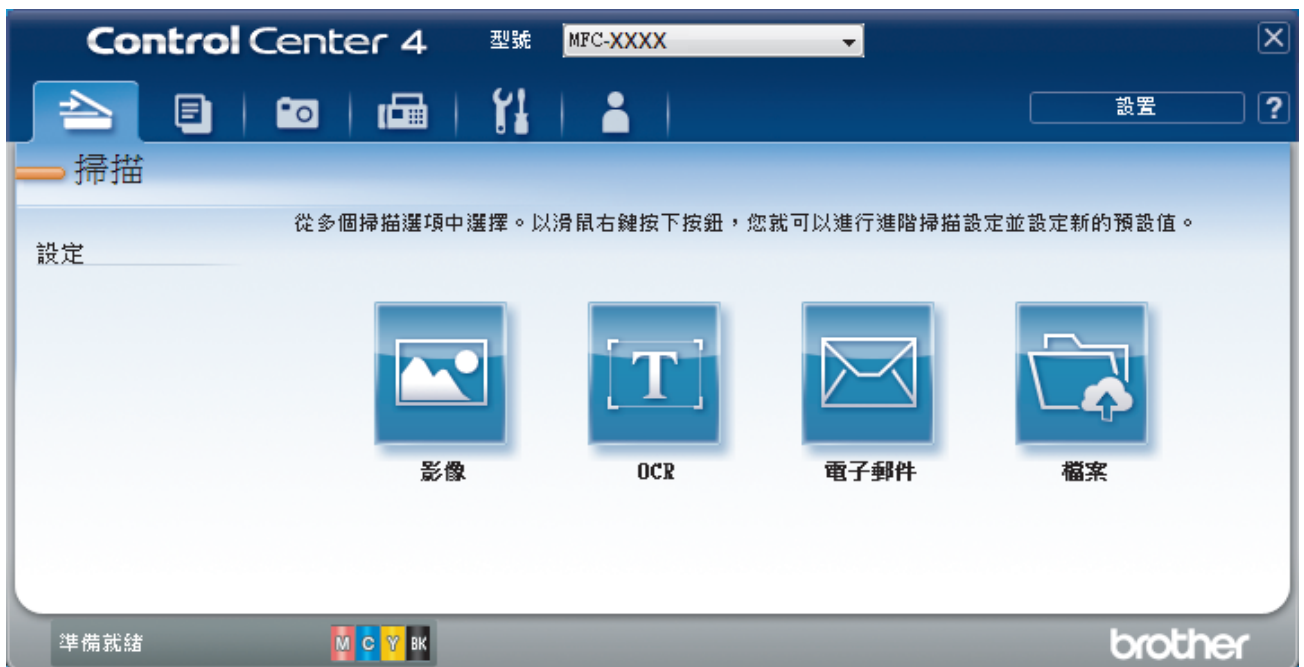 Control Center 4 型號 MFC-XXXX
設置 ?
掃描
從多個掃描選項中選擇。以滑鼠右鍵按下按鈕，您就可以進行進階掃描設定並設定新的預設值。
設定
T
影像 OCR 電子郵件 檔案
準備就緒 M C Y BK brother